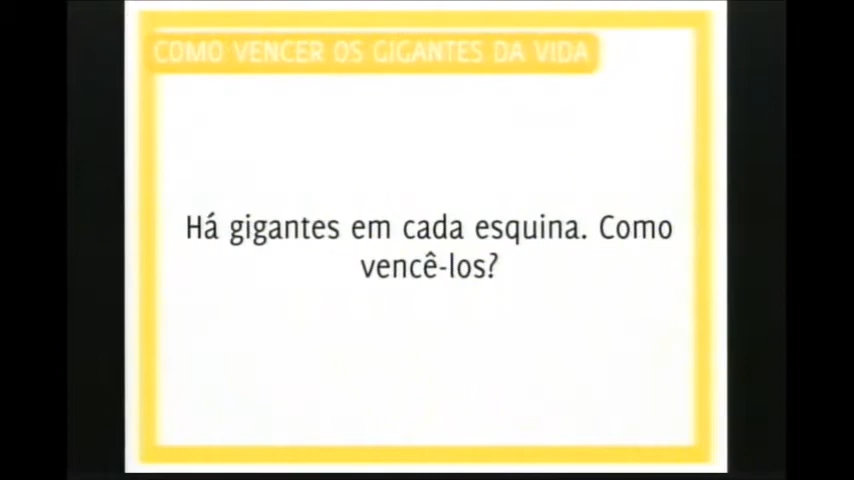 COMO VENCER OS GIGANTES DA VIDA
Há gigantes em cada esquina. Como
vencê-los?